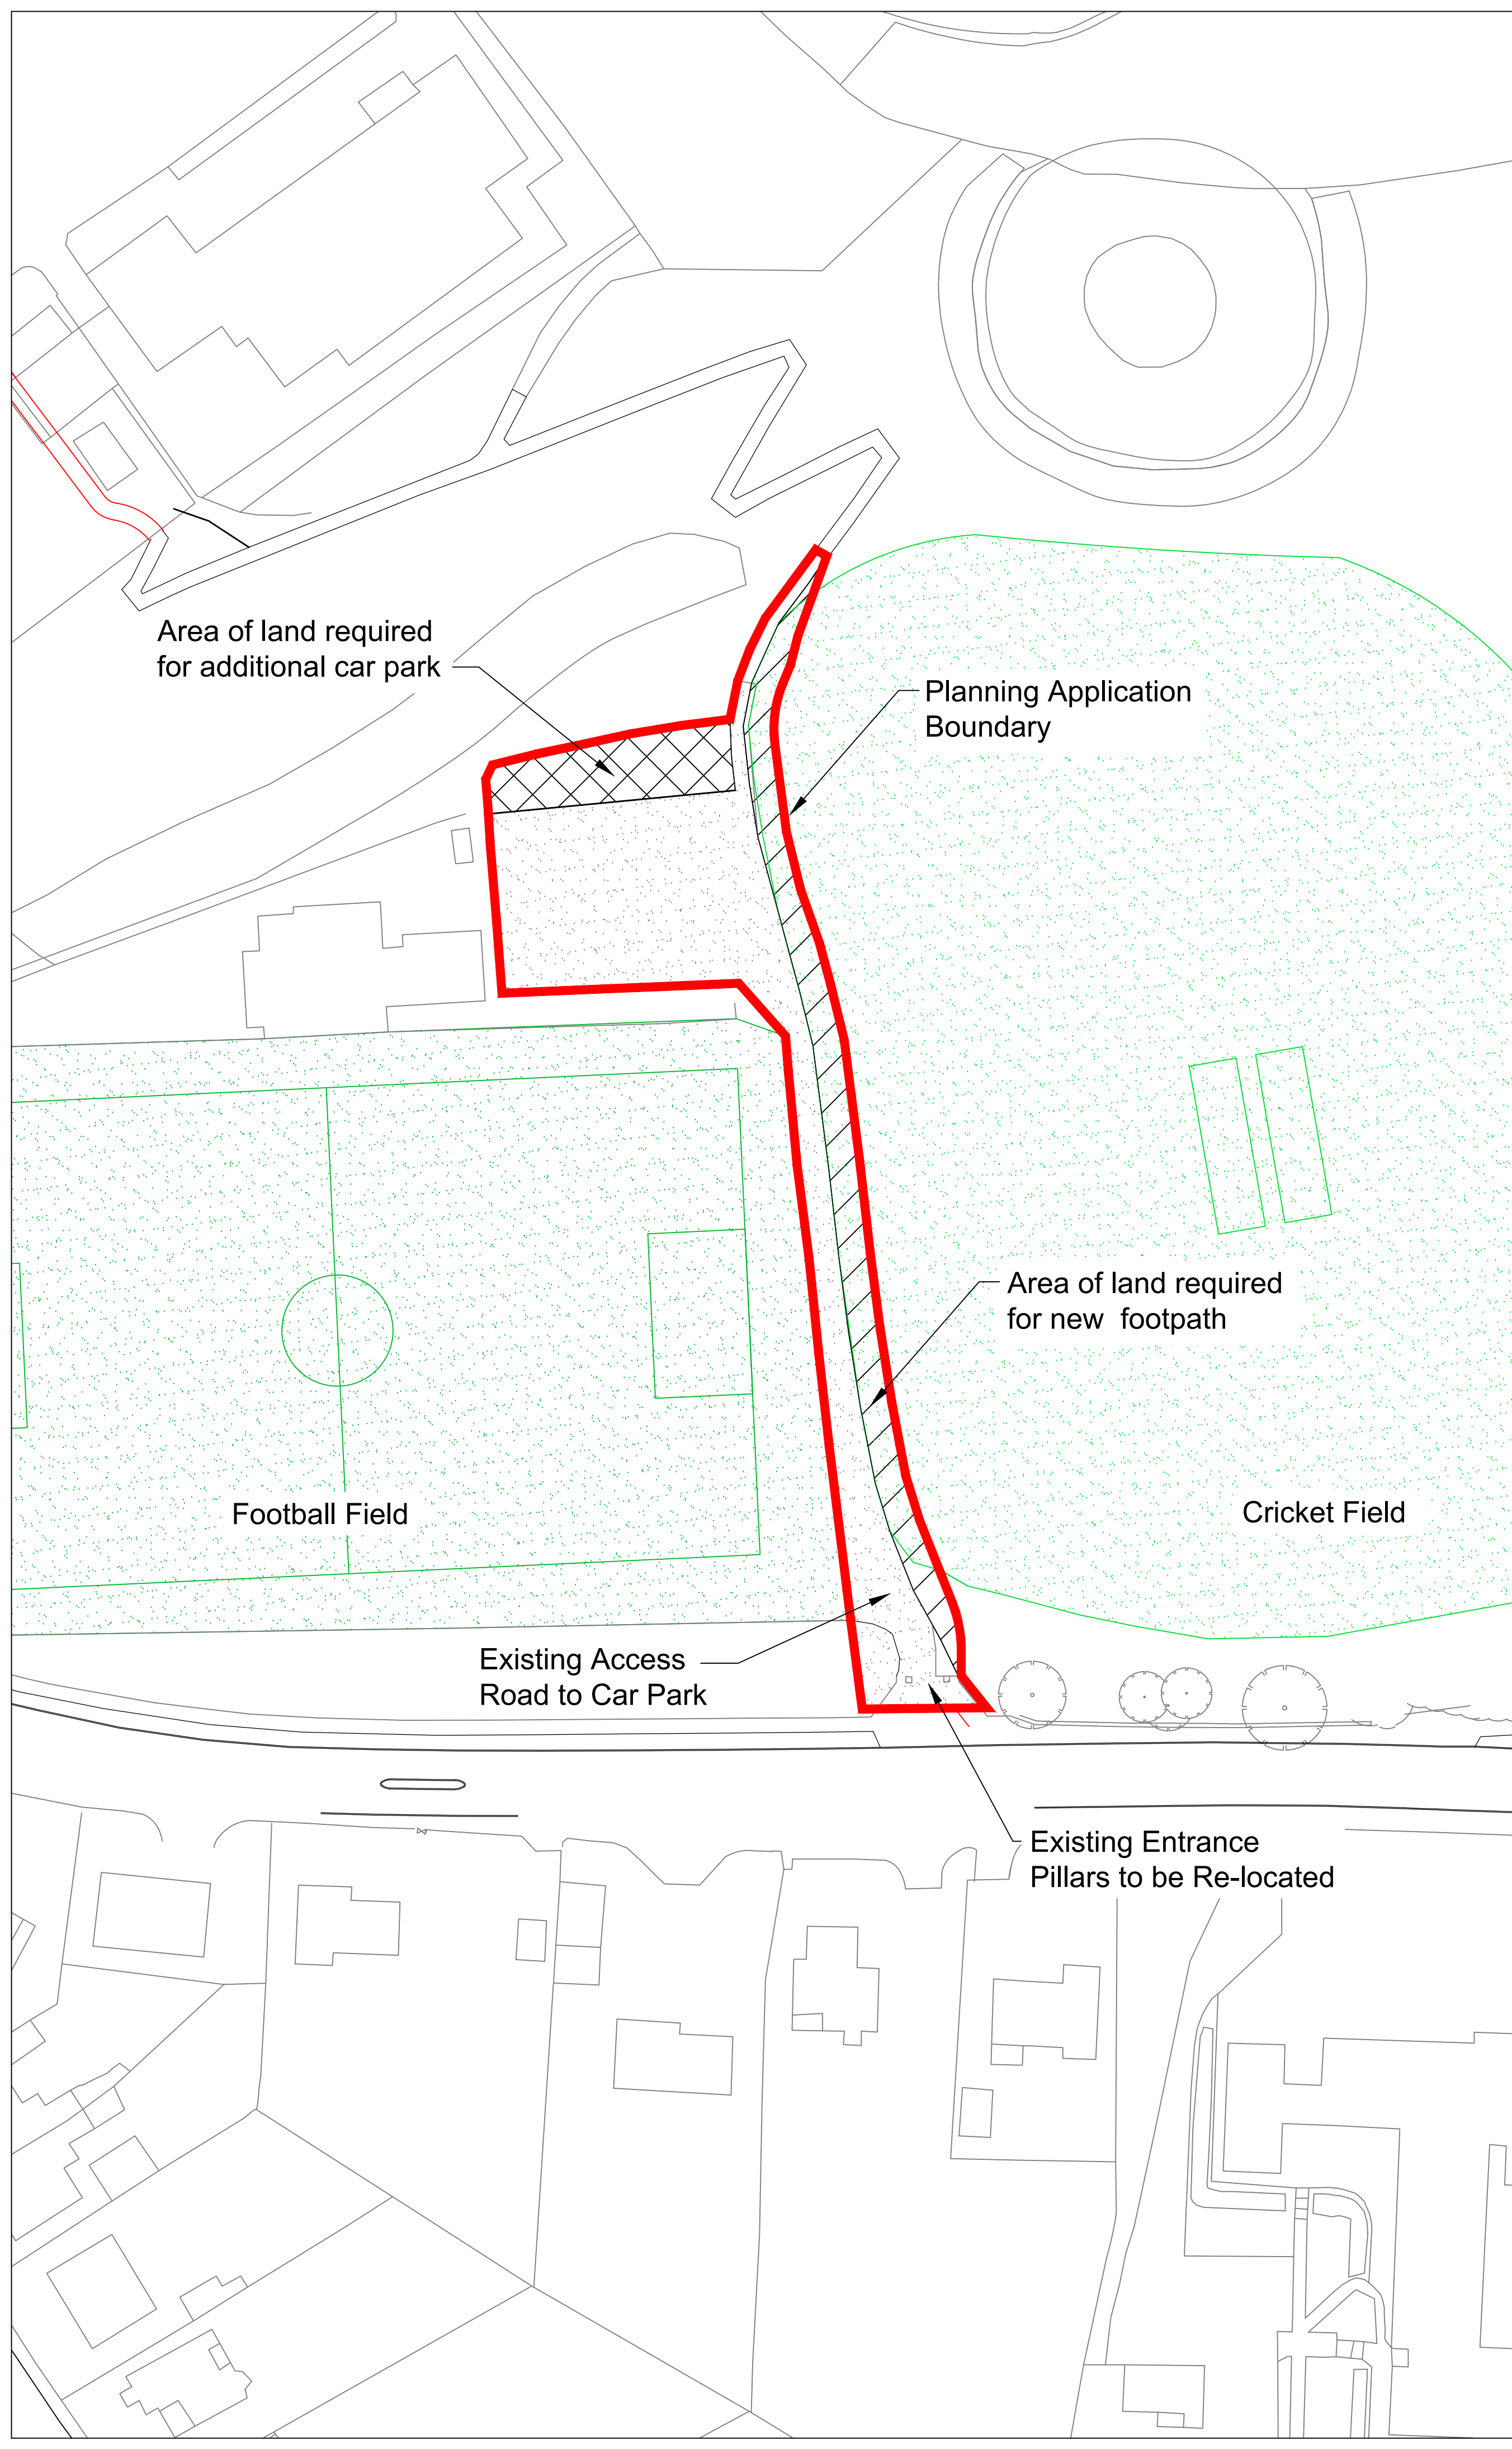 Area of land required
for additional car park
Planning Application
Boundary
Area of land required
for new footpath
Football Field
Cricket Field
Existing Access
Road to Car Park
Existing Entrance
Pillars to be Re-located